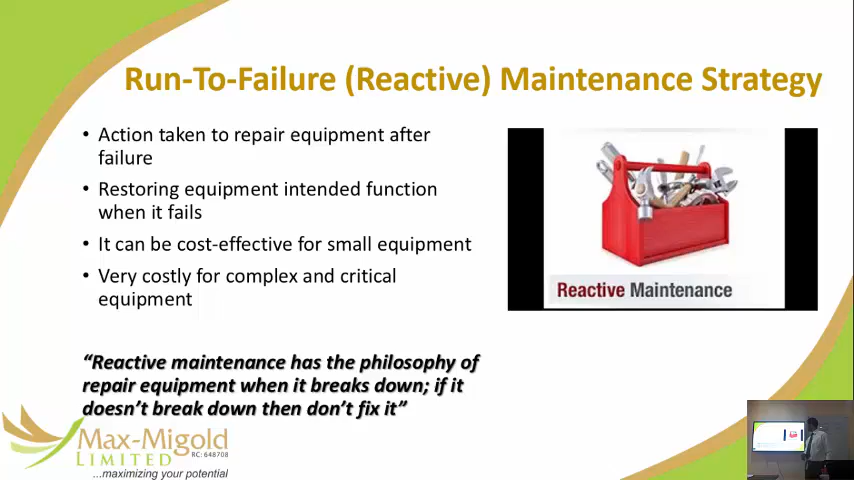 Run-To-Failure (Reactive) Maintenance Strategy
• Action taken to repair equipment after
failure
• Restoring equipment intended function
when it fails
• It can be cost-effective for small equipment
• Very costly for complex and critical
equipment
Reactive Maintenance
“Reactive maintenance has the philosophy of
repair equipment when it breaks down; if it
doesn’t break down then don’t fix it”
Max-Migold
LIMITED RC: 648708
...maximizing your potential